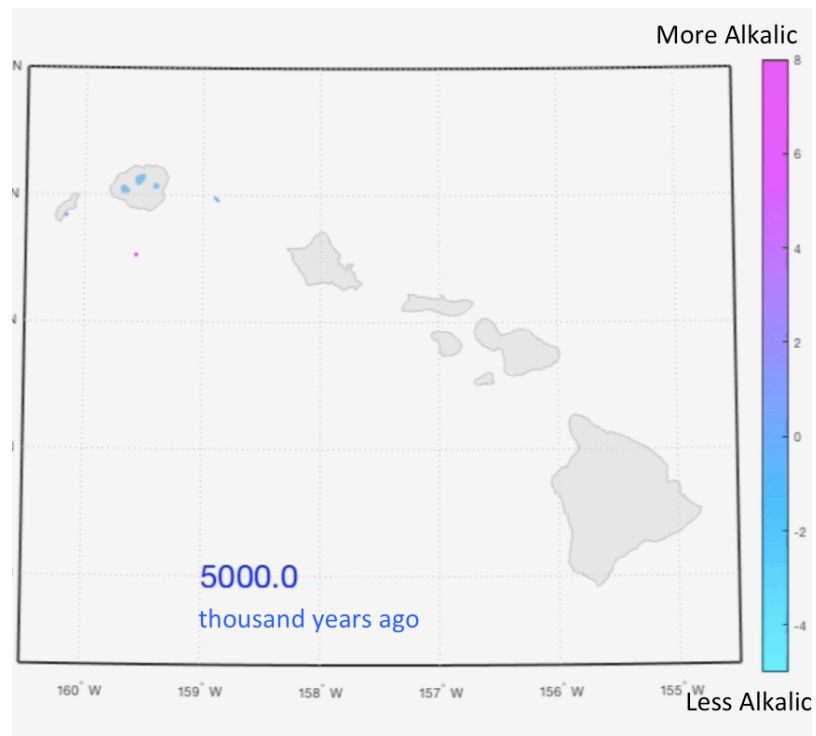 More Alkalic
N
8
6
N
4
2
0
-2
-4
5000.0
thousand years ago
160° W
159° W
158° W
157° W
156° W
155° W
Less Alkalic